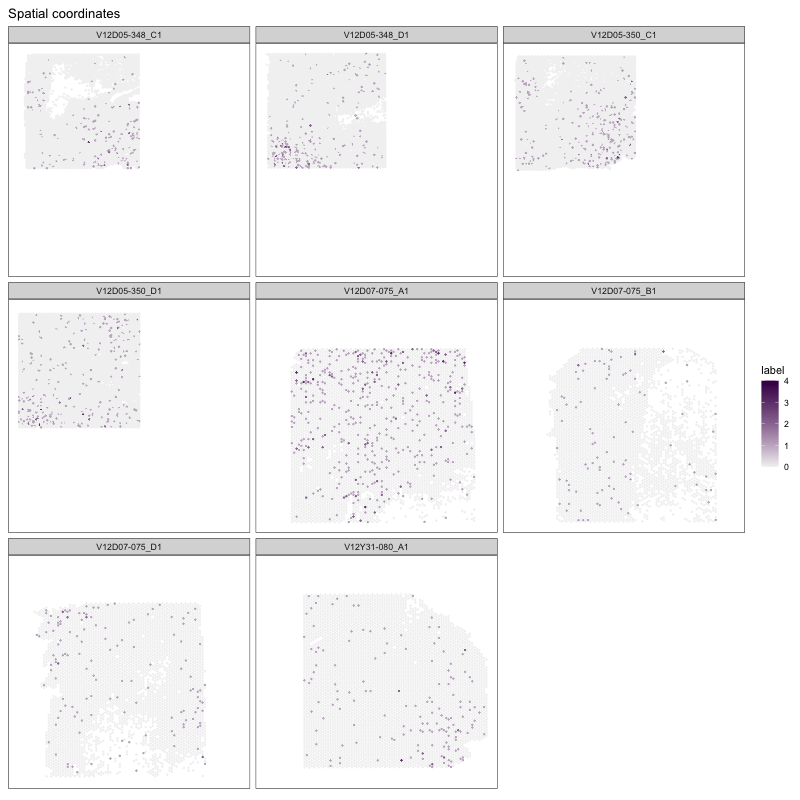 Spatial coordinates
V12D05-348_C1
V12D05-348_D1
V12D05-350_C1
V12D05-350_D1
V12D07-075_A1
V12D07-075_B1
label
4
3
2
1
0
V12D07-075_D1
V12Y31-080_A1